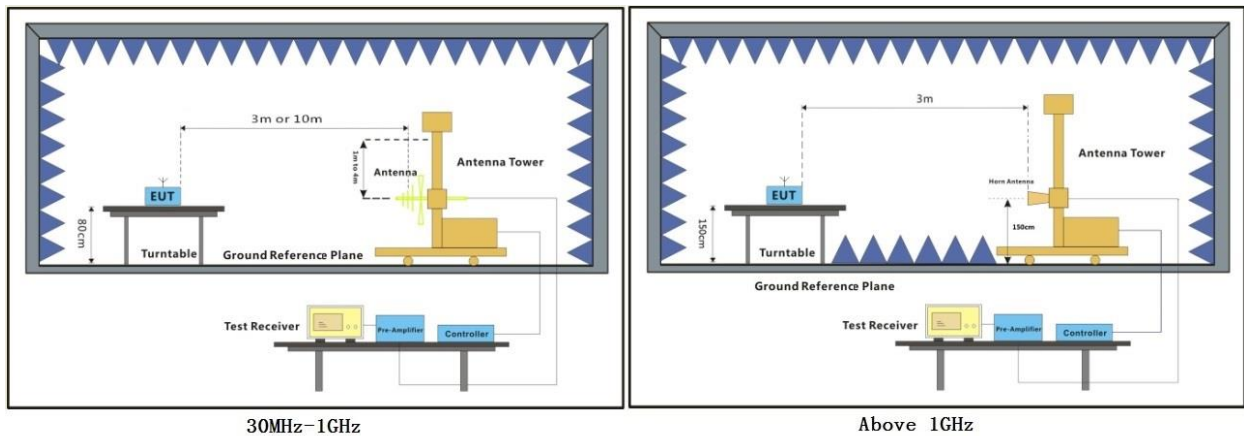 3m or 10m
1m to 4m
Antenna
Antenna Tower
EUT
80cm
Turntable
Ground Reference Plane
Test Receiver
Pre-Amplifier
Controller
30MHz-1GHz
3m
Antenna Tower
Horn Antenna
EUT
150cm
150cm
Turntable
Ground Reference Plane
Test Receiver
Pre-Amplifier
Controller
Above 1GHz